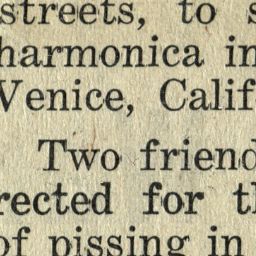 streets, to s
harmonica in
Venice, Calif
Two friend
rected for th
of pissing in